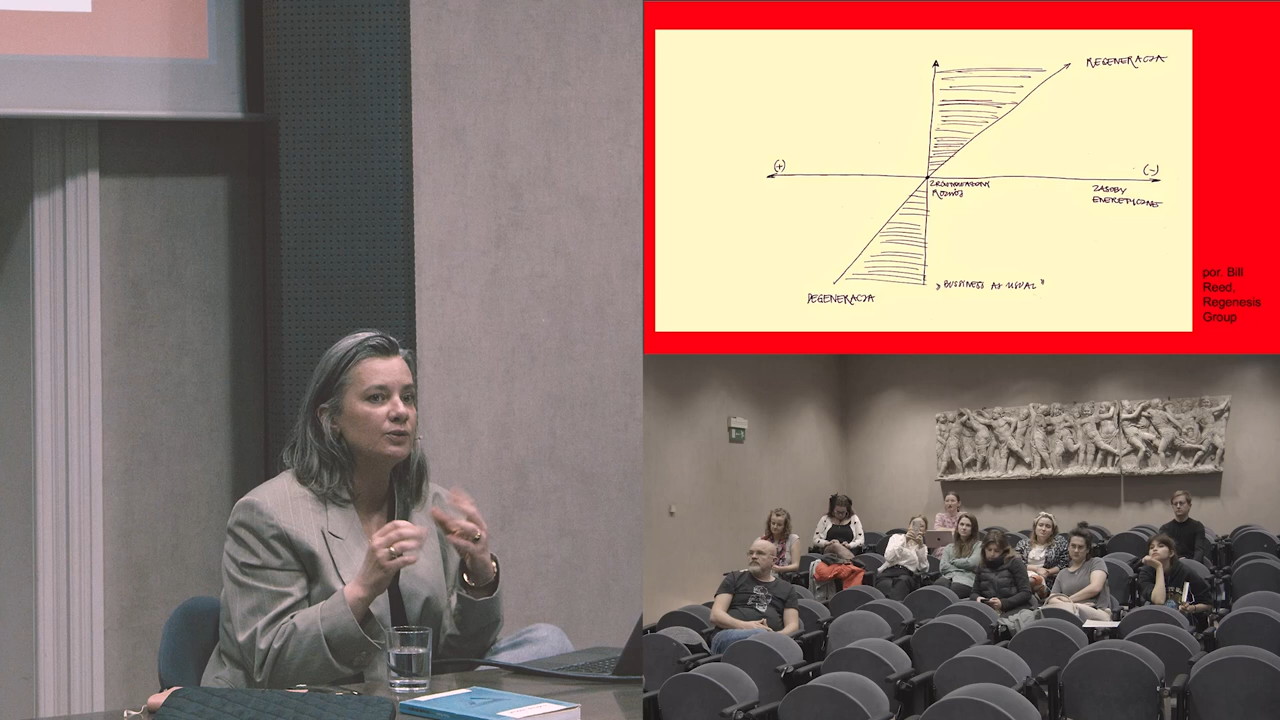 REGENERACJA
(+)
(-)
ZRÓWNOWAŻONY
ROZWÓJ
ZASOBY
ENERGETYCZNE
„BUSINESS AS USUAL"
DEGENERACJA
por. Bill
Reed,
Regenesis
Group